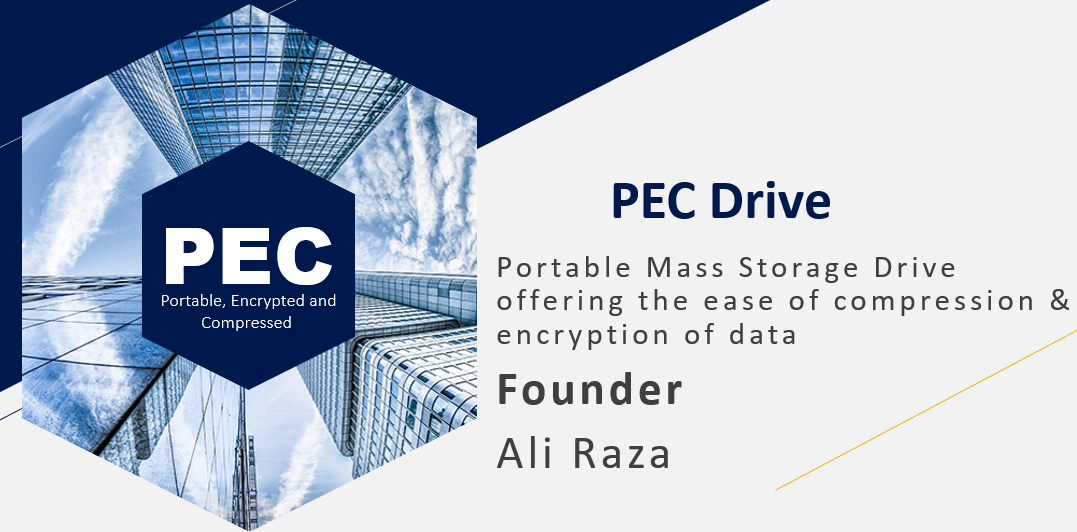 PEC
Portable, Encrypted and
Compressed
PEC Drive
Portable Mass Storage Drive
offering the ease of compression &
encryption of data
Founder
Ali Raza